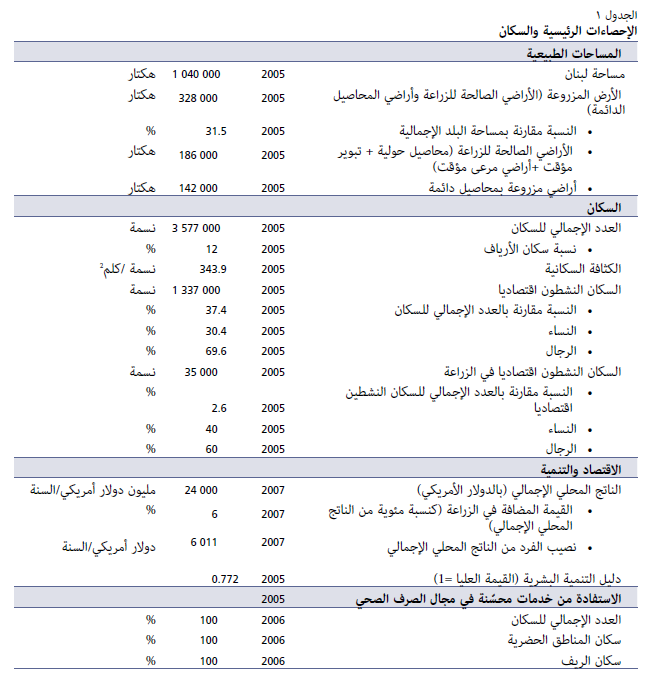 الجدول ١
الإحصاءات الرئيسية والسكان
المساحات الطبيعية
مساحة لبنان 2005 1 040 000 هكتار
الأرض المزروعة (الأراضي الصالحة للزراعة وأراضي المحاصيل 2005 328 000 هكتار
الدائمة)
• النسبة مقارنة بمساحة البلد الإجمالية 2005 31.5 %
• الأراضي الصالحة للزراعة (محاصيل حولية + تبوير 2005 186 000 هكتار
مؤقت +أراضي مرعى مؤقت)
• أراضي مزروعة بمحاصيل دائمة 2005 142 000 هكتار
السكان
العدد الإجمالي للسكان 2005 3 577 000 نسمة
• نسبة سكان الأرياف 2005 12 %
الكثافة السكانية 2005 343.9 نسمة /كلم²
السكان النشطون اقتصاديا 2005 1 337 000 نسمة
• النسبة مقارنة بالعدد الإجمالي للسكان 2005 37.4 %
• النساء 2005 30.4 %
• الرجال 2005 69.6 %
السكان النشطون اقتصاديا في الزراعة 2005 35 000 نسمة
• النسبة مقارنة بالعدد الإجمالي للسكان النشطين %
اقتصاديا 2005 2.6
• النساء 2005 40 %
• الرجال 2005 60 %
الاقتصاد والتنمية
الناتج المحلي الإجمالي (بالدولار الأمريكي) 2007 24 000 مليون دولار أمريكي/السنة
• القيمة المضافة في الزراعة (كنسبة مئوية من الناتج 2007 6 %
المحلي الإجمالي)
• نصيب الفرد من الناتج المحلي الإجمالي 2007 6 011 دولار أمريكي/السنة
دليل التنمية البشرية (القيمة العليا =1) 2005 0.772
الاستفادة من خدمات محسّنة في مجال الصرف الصحي 2005
العدد الإجمالي للسكان 2006 100 %
سكان المناطق الحضرية 2006 100 %
سكان الريف 2006 100 %